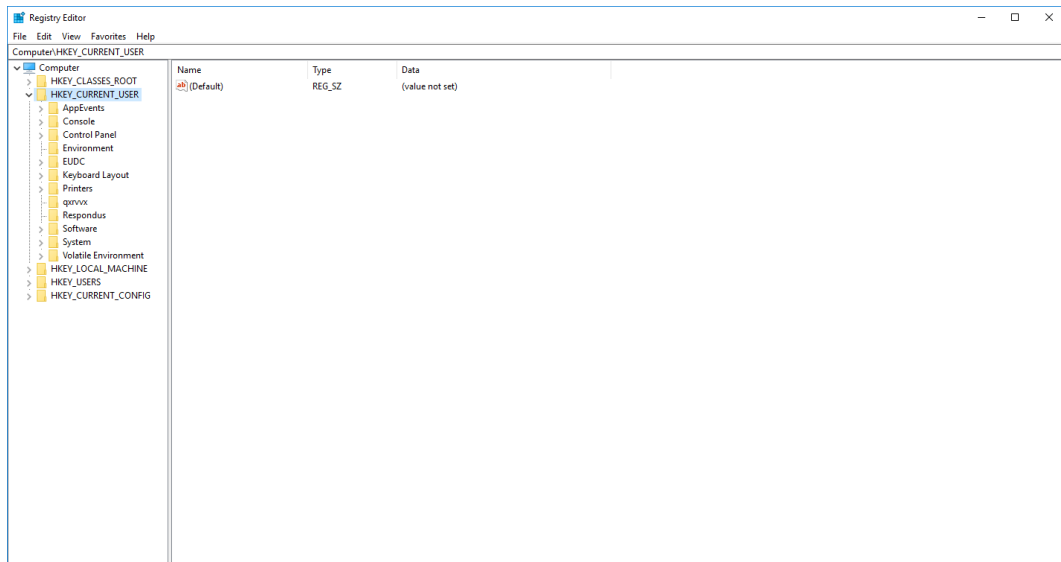 Registry Editor
File Edit View Favorites Help
Computer\HKEY_CURRENT_USER
Computer
HKEY_CLASSES_ROOT
HKEY_CURRENT_USER
AppEvents
Console
Control Panel
Environment
EUDC
Keyboard Layout
Printers
qxrvvx
Respondus
Software
System
Volatile Environment
HKEY_LOCAL_MACHINE
HKEY_USERS
HKEY_CURRENT_CONFIG
Name Type Data
ab (Default) REG_SZ (value not set)